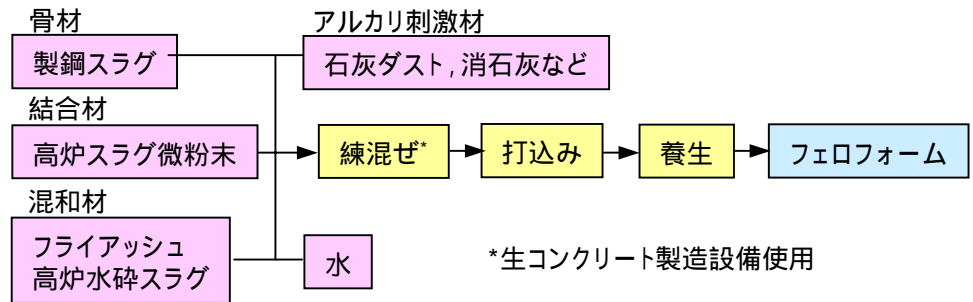 骨材
製鋼スラグ
アルカリ刺激材
石灰ダスト,消石灰など
結合材
高炉スラグ微粉末
練混ぜ*
打込み
養生
フェロフォーム
混和材
フライアッシュ
高炉水砕スラグ
水
*生コンクリート製造設備使用